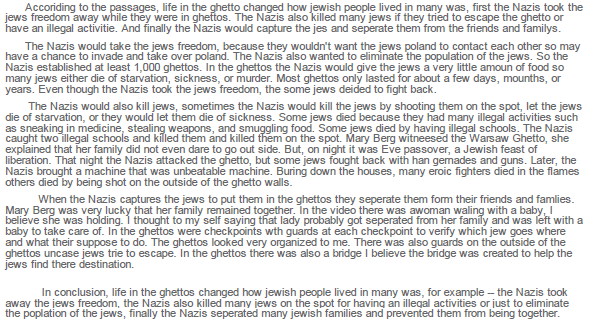 Acconding to the passages, life in the ghetto changed how jewish people lived in many was, first the Nazis took the
jews freedom away while they were in ghettos. The Nazis also killed many jews if they tried to escape the ghetto or
have an illegal activitie. And finally the Nazis would capture the jes and seperate them from the friends and familys.
The Nazis would take the jews freedom, because they wouldn't want the jews poland to contact each other so may
have a chance to invade and take over poland. The Nazis also wanted to eliminate the population of the jews. So the
Nazis established at least 1,000 ghettos. In the ghettos the Nazis would give the jews a very little amoun of food so
many jews either die of starvation, sickness, or murder. Most ghettos only lasted for about a few days, mounths, or
years. Even though the Nazis took the jews freedom, the some jews deided to fight back.
The Nazis would also kill jews, sometimes the Nazis would kill the jews by shooting them on the spot, let the jews
die of starvation, or they would let them die of sickness. Some jews died because they had many illegal activities such
as sneaking in medicine, stealing weapons, and smuggling food. Some jews died by having illegal schools. The Nazis
caught two illegal schools and killed them and killed them on the spot. Mary Berg witneesed the Warsaw Ghetto, she
explained that her family did not even dare to go out side. But, on night it was Eve passover, a Jewish feast of
liberation. That night the Nazis attacked the ghetto, but some jews fought back with han gernades and guns. Later, the
Nazis brought a machine that was unbeatable machine. Buring down the houses, many eroic fighters died in the flames
others died by being shot on the outside of the ghetto walls.
When the Nazis captures the jews to put them in the ghettos they seperate them form their friends and famlies.
Mary Berg was very lucky that her family remained together. In the video there was awoman waling with a baby, I
believe she was holding. I thought to my self saying that lady probably got seperated from her family and was left with a
baby to take care of. In the ghettos were checkpoints wth guards at each checkpoint to verify which jew goes where
and what their suppose to do. The ghettos looked very organized to me. There was also guards on the outside of the
ghettos uncase jews trie to escape. In the ghettos there was also a bridge I believe the bridge was created to help the
jews find there destination.
In conclusion, life in the ghettos changed how jewish people lived in many was, for example -- the Nazis took
away the jews freedom, the Nazis also killed many jews on the spot for having an illegal activities or just to eliminate
the poplation of the jews, finally the Nazis seperated many jewish families and prevented them from being together.